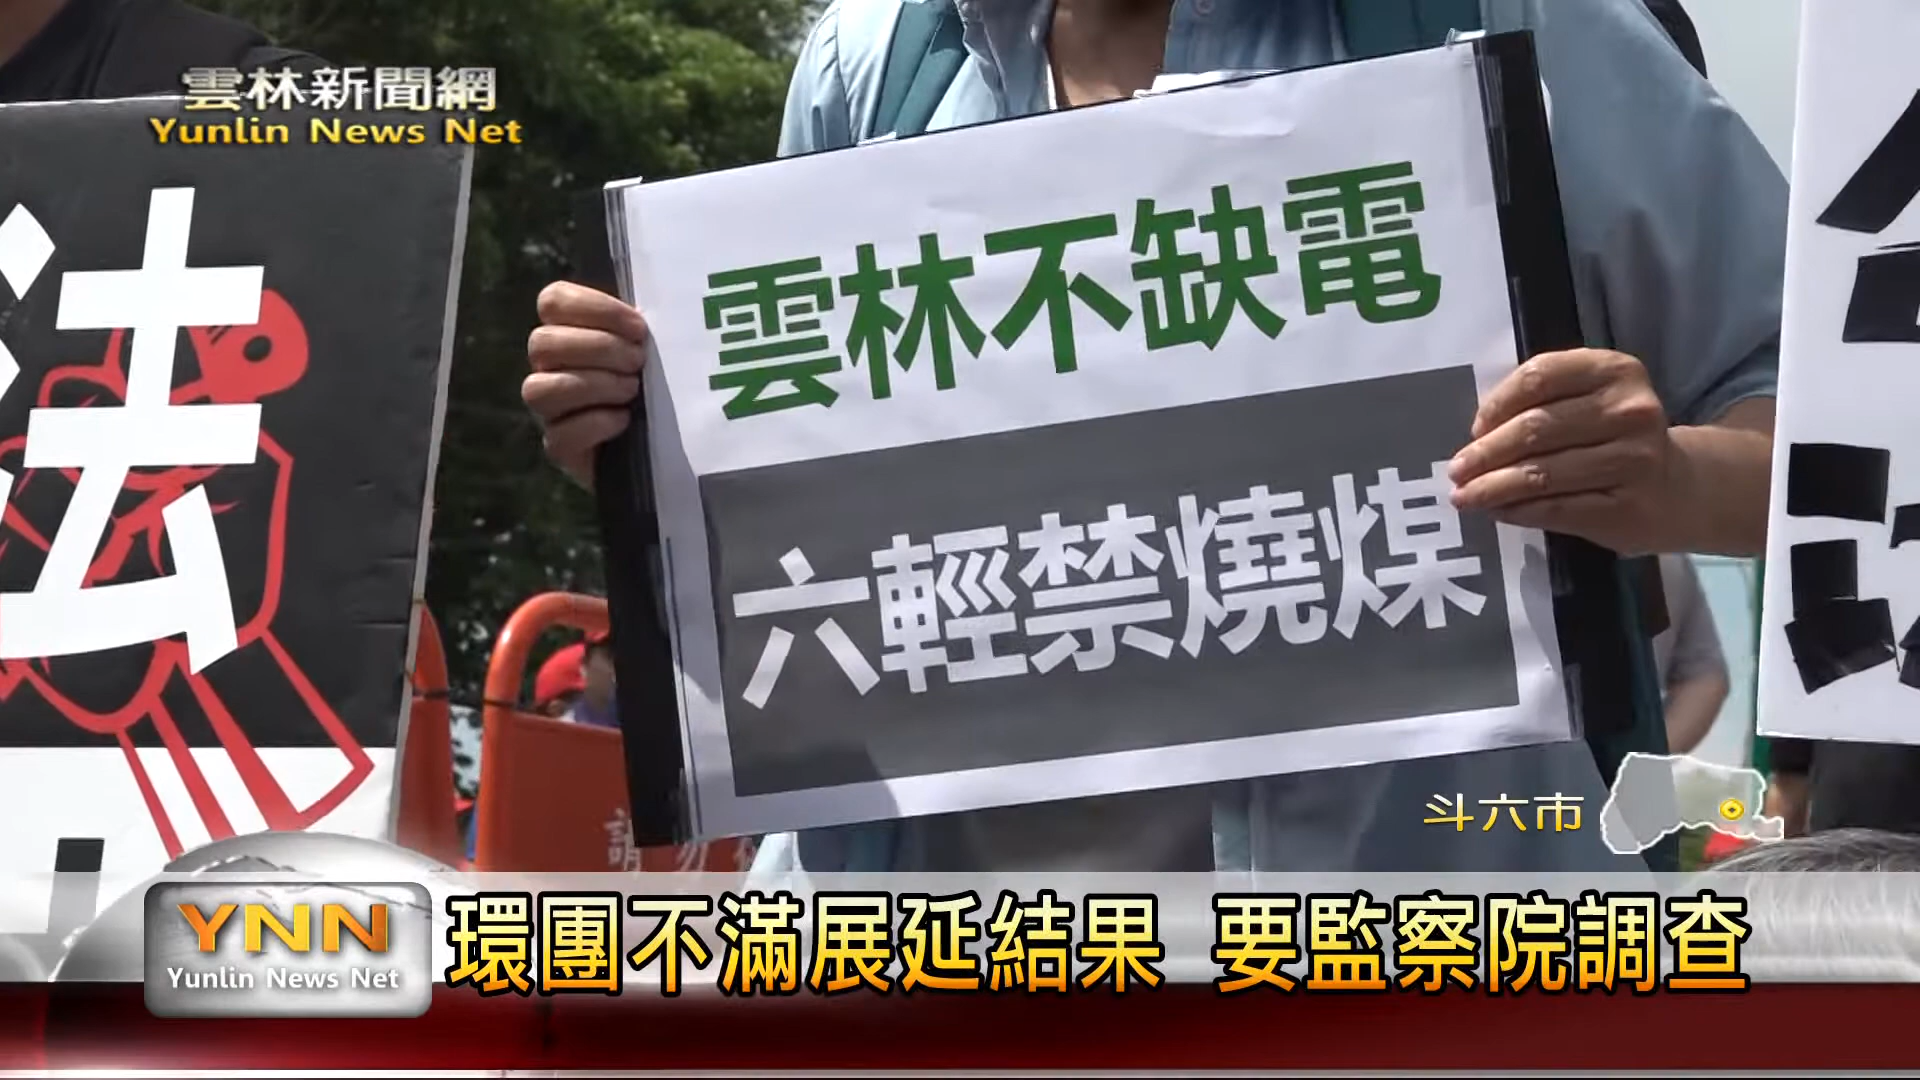 雲林新聞網
Yunlin News Net
法
雲林不缺電
六輕禁燒煤
請勿
斗六市
YNN
Yunlin News Net
環團不滿展延結果 要監察院調查